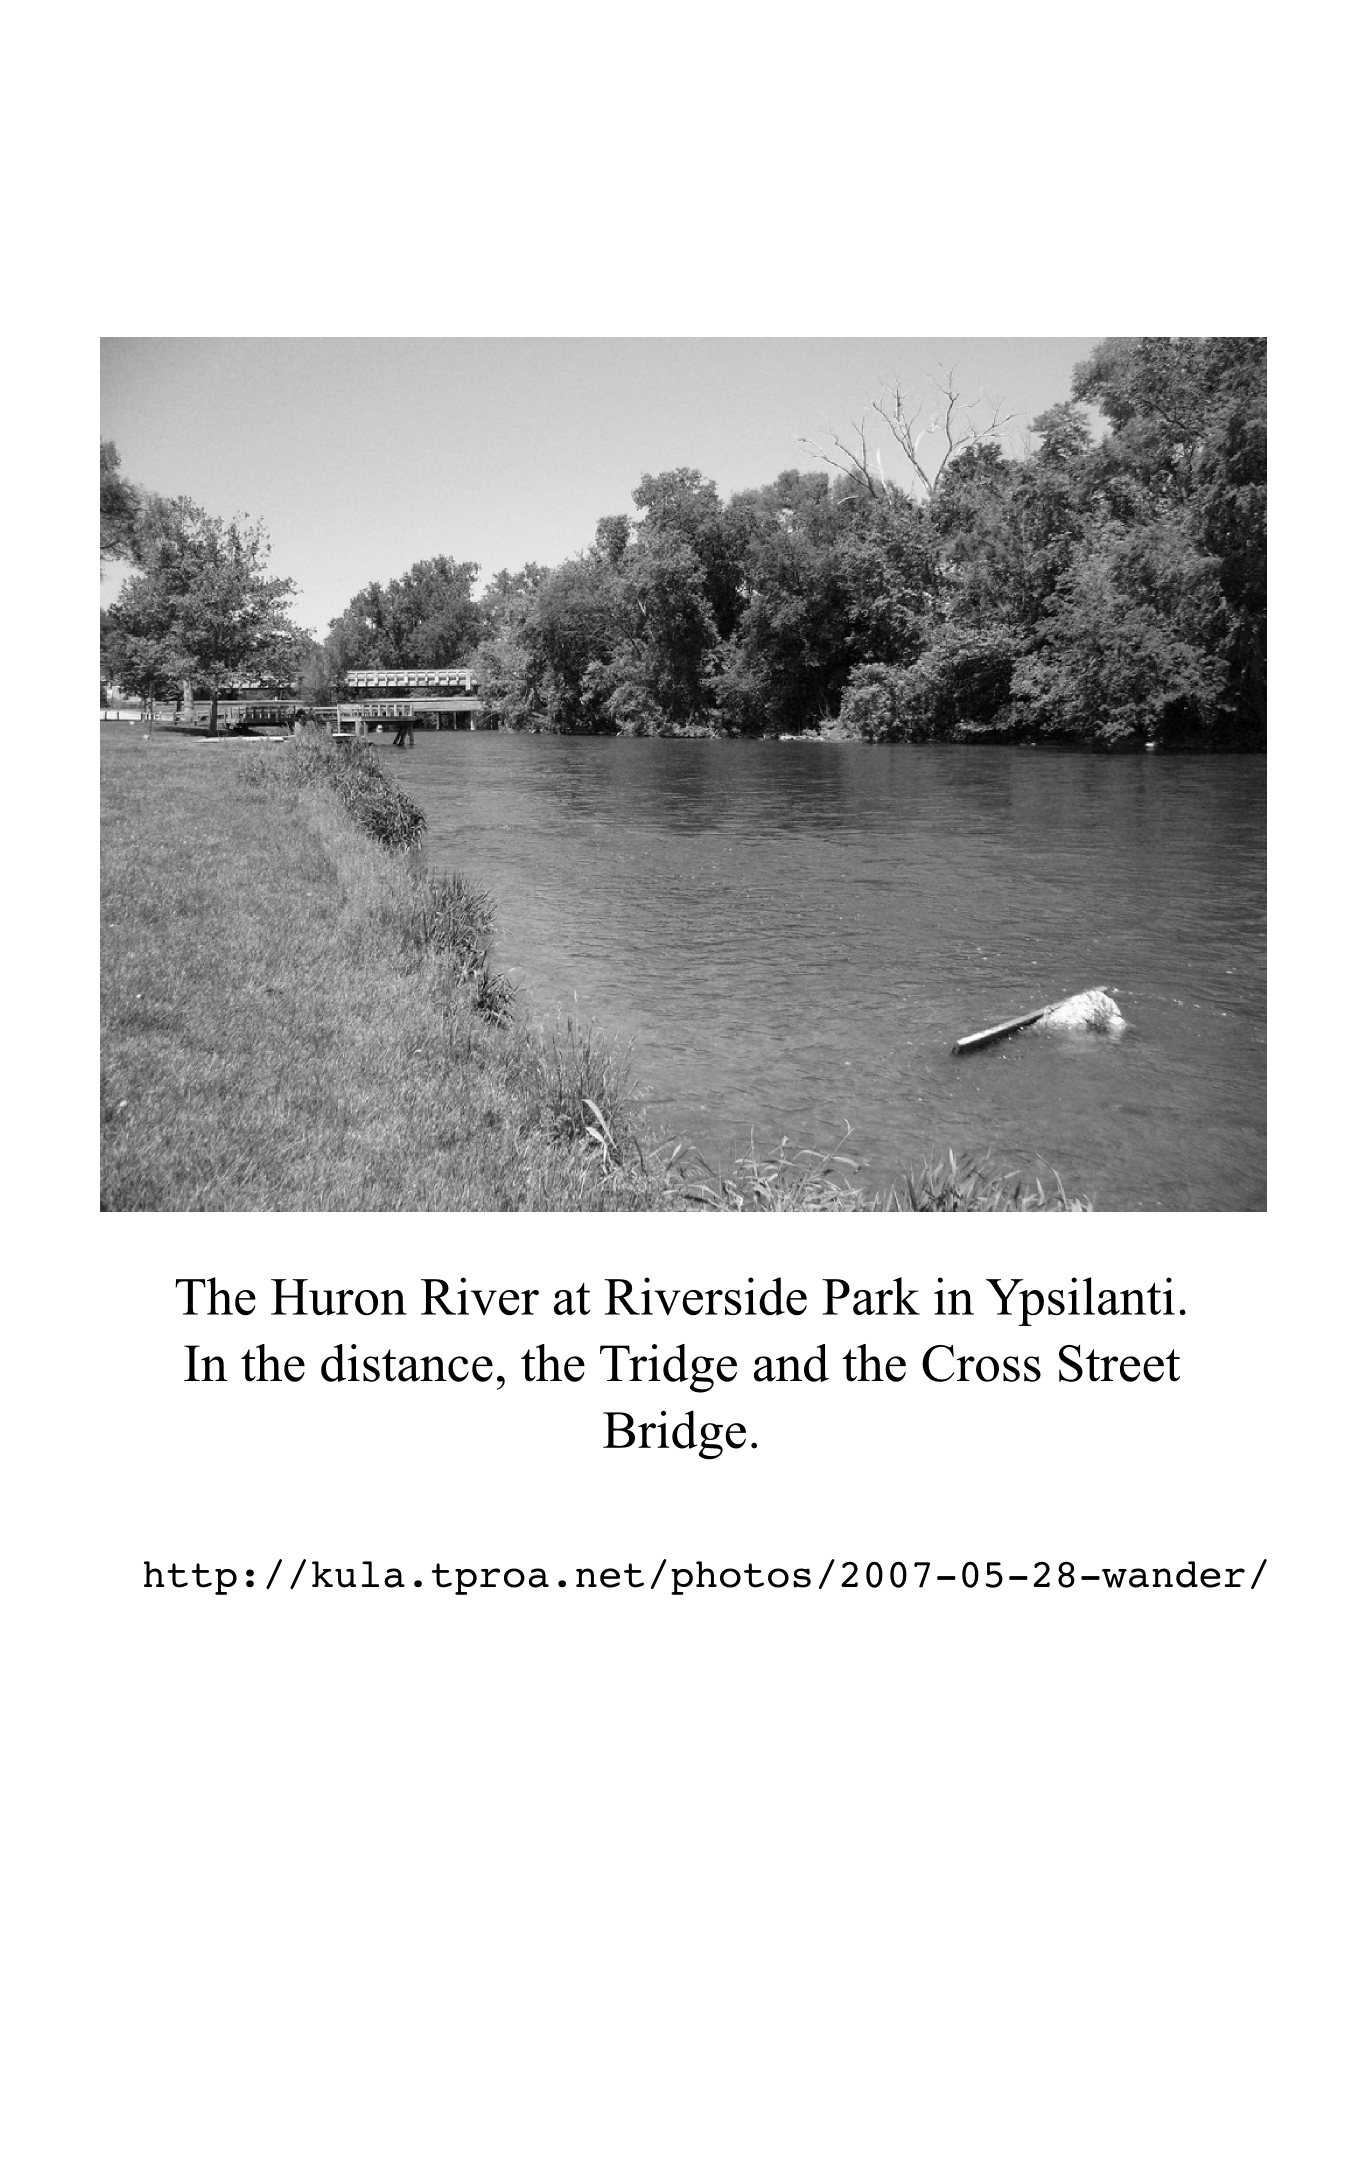 The Huron River at Riverside Park in Ypsilanti.
In the distance, the Tridge and the Cross Street
Bridge.
http://kula.tproa.net/photos/2007-05-28-wander/